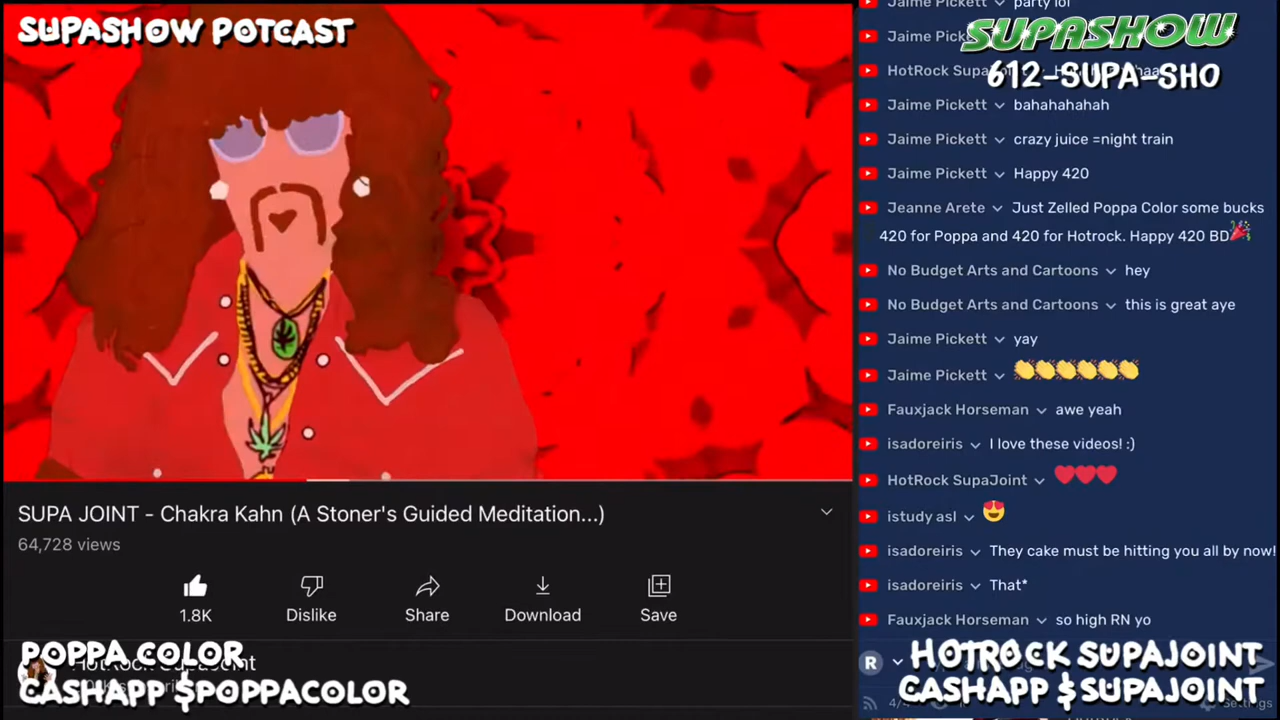 SUPASHOW POTCAST
SUPA JOINT - Chakra Kahn (A Stoner's Guided Meditation...)
64,728 views
1.8K
Dislike
Share
Download
Save
POPPA COLOR
CASHAPP $POPPACOLOR
HotRock SupaJoint
Jaime Pickett party lol
SUPASHOW
612-SUPA-SHO
Jaime Pickett
HotRock SupaJoint
Jaime Pickett bahahahahah
Jaime Pickett crazy juice =night train
Jaime Pickett Happy 420
Jeanne Arete Just Zelled Poppa Color some bucks
420 for Poppa and 420 for Hotrock. Happy 420 BD🎉
No Budget Arts and Cartoons hey
No Budget Arts and Cartoons this is great aye
Jaime Pickett yay
Jaime Pickett 👏👏👏👏👏👏
Fauxjack Horseman awe yeah
isadoreiris I love these videos! :)
HotRock SupaJoint ❤❤❤
istudy asl 😍
isadoreiris They cake must be hitting you all by now!
isadoreiris That*
Fauxjack Horseman so high RN yo
R
HOTROCK SUPAJOINT
CASHAPP $SUPAJOINT
Settings